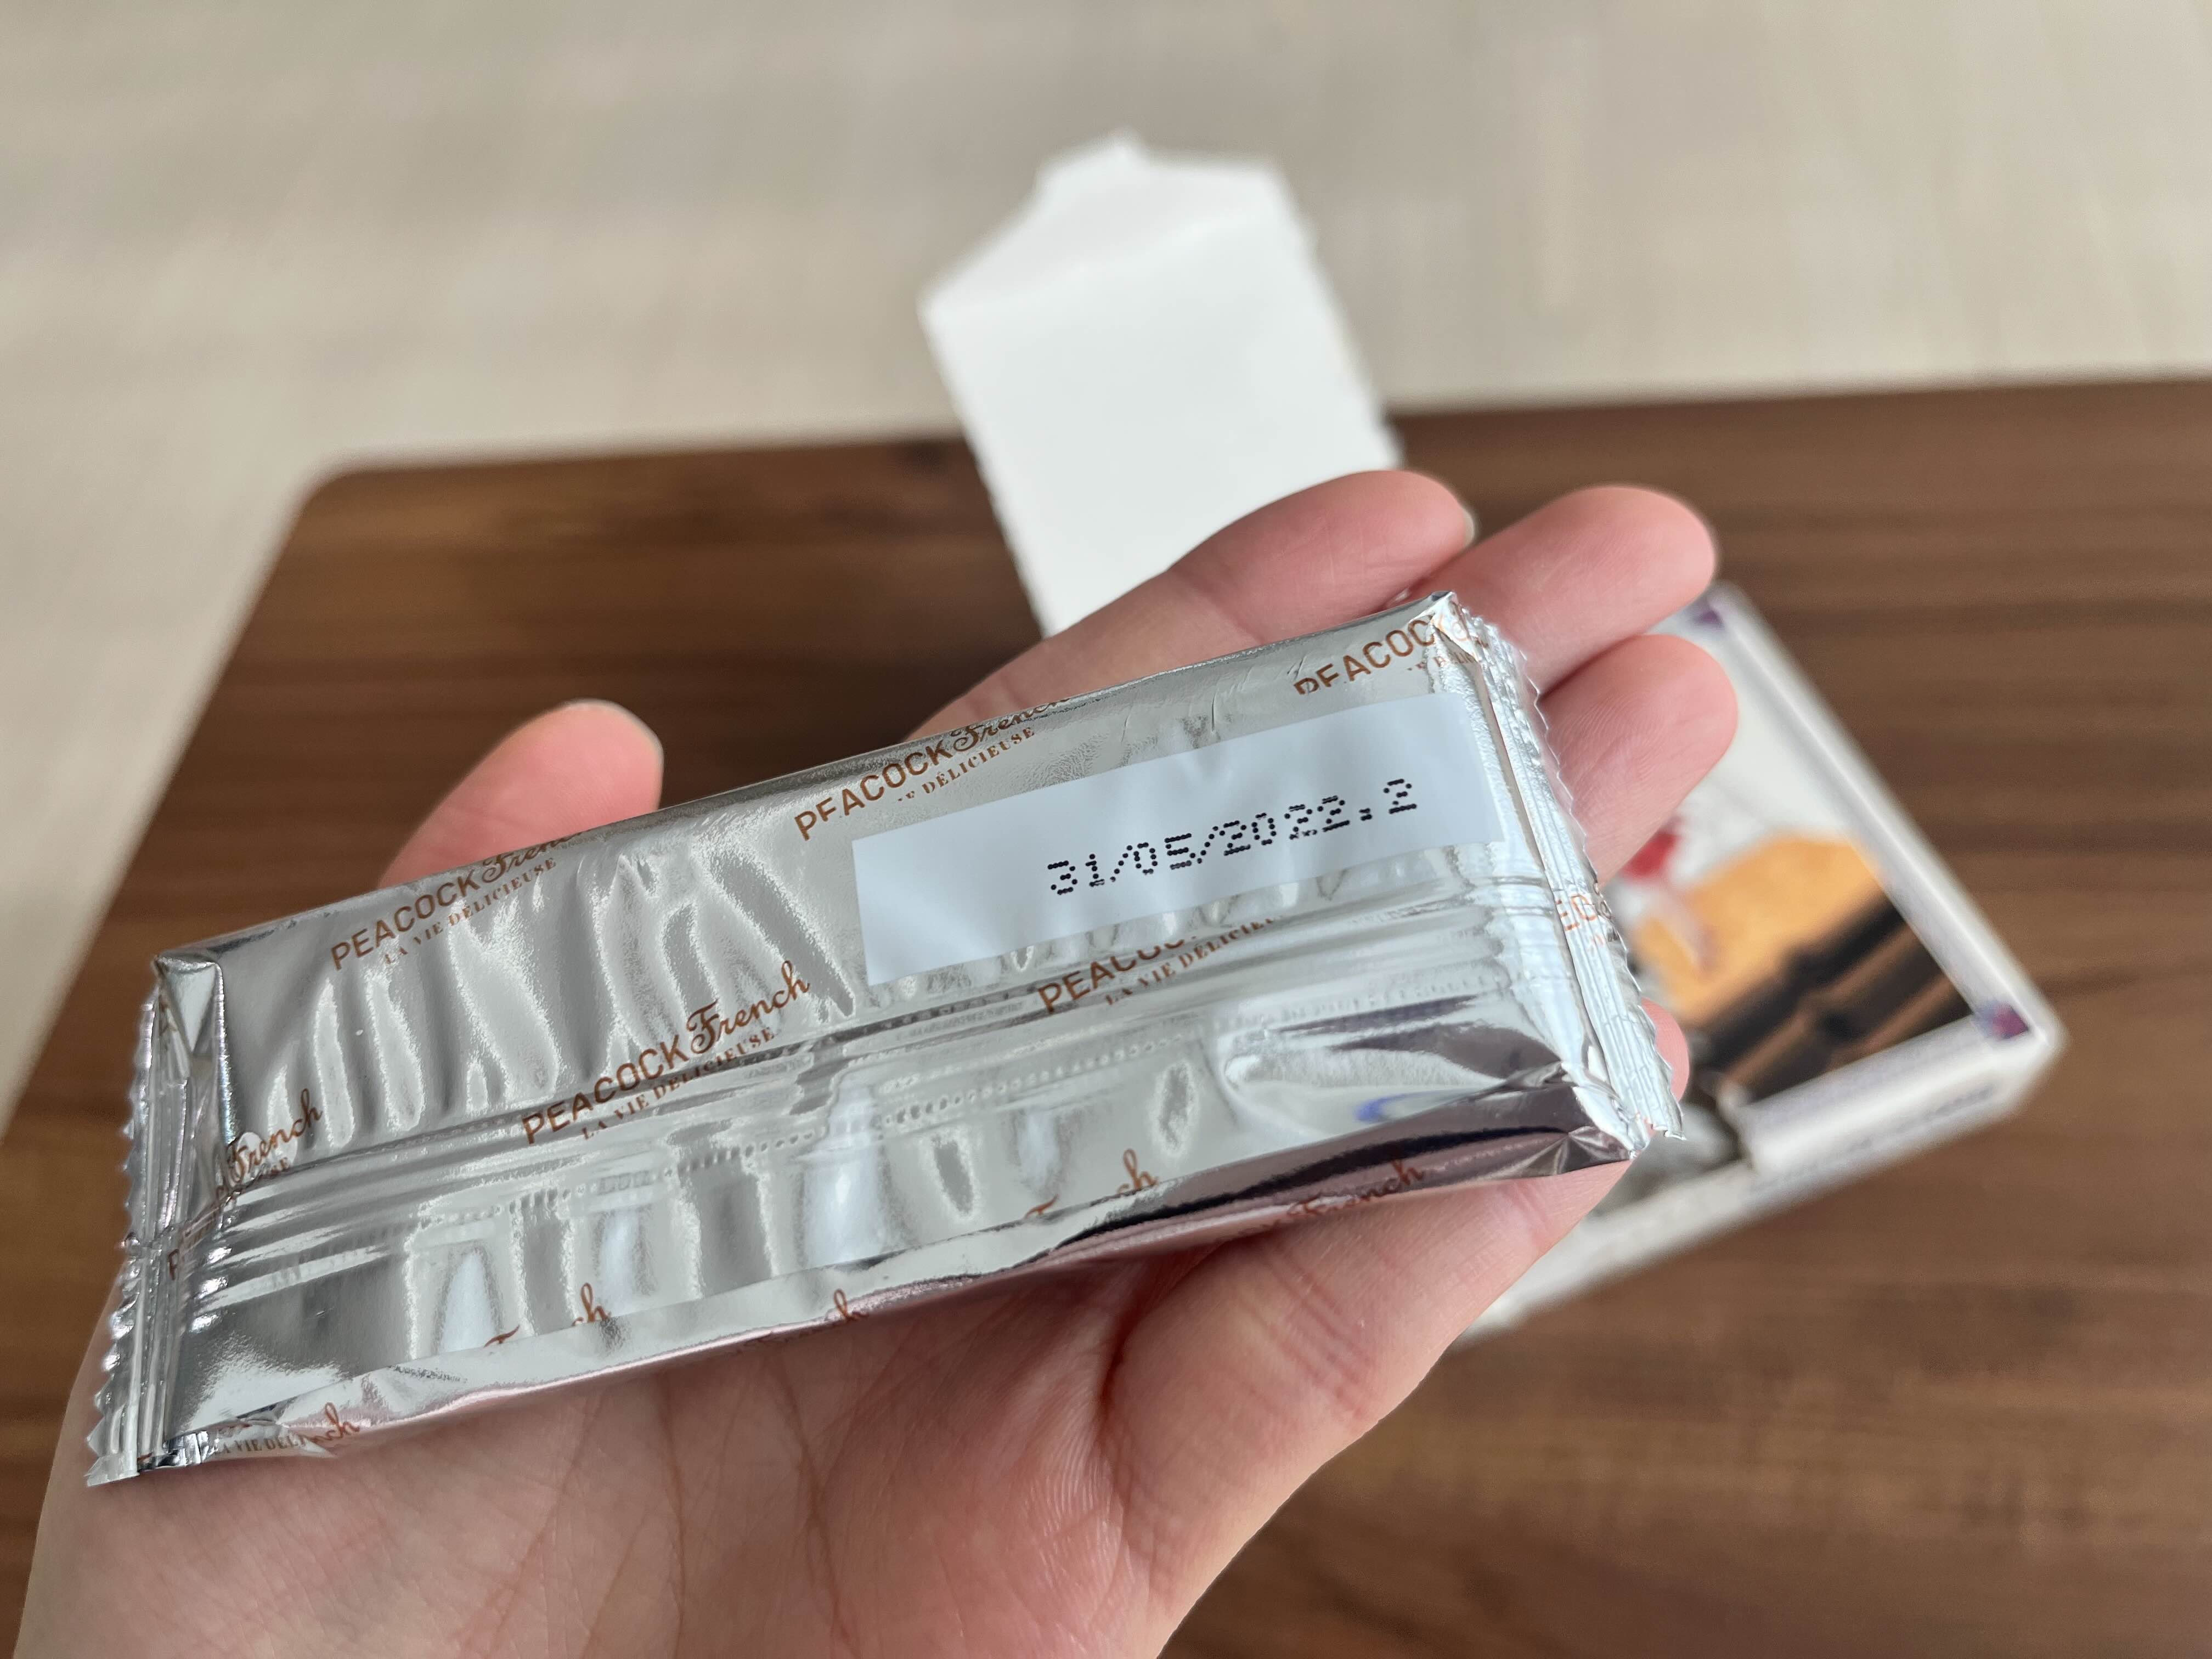 PEACOCK
PEACOCK French
DÉLICIEUSE
PEACOCK French
LA VIE DÉLICIEUSE
31/05/2022.2
PEACOCK
LA VIE DÉLICIEUSE
PEACOCK French
LA VIE DÉLICIEUSE
French
French
LA VIE